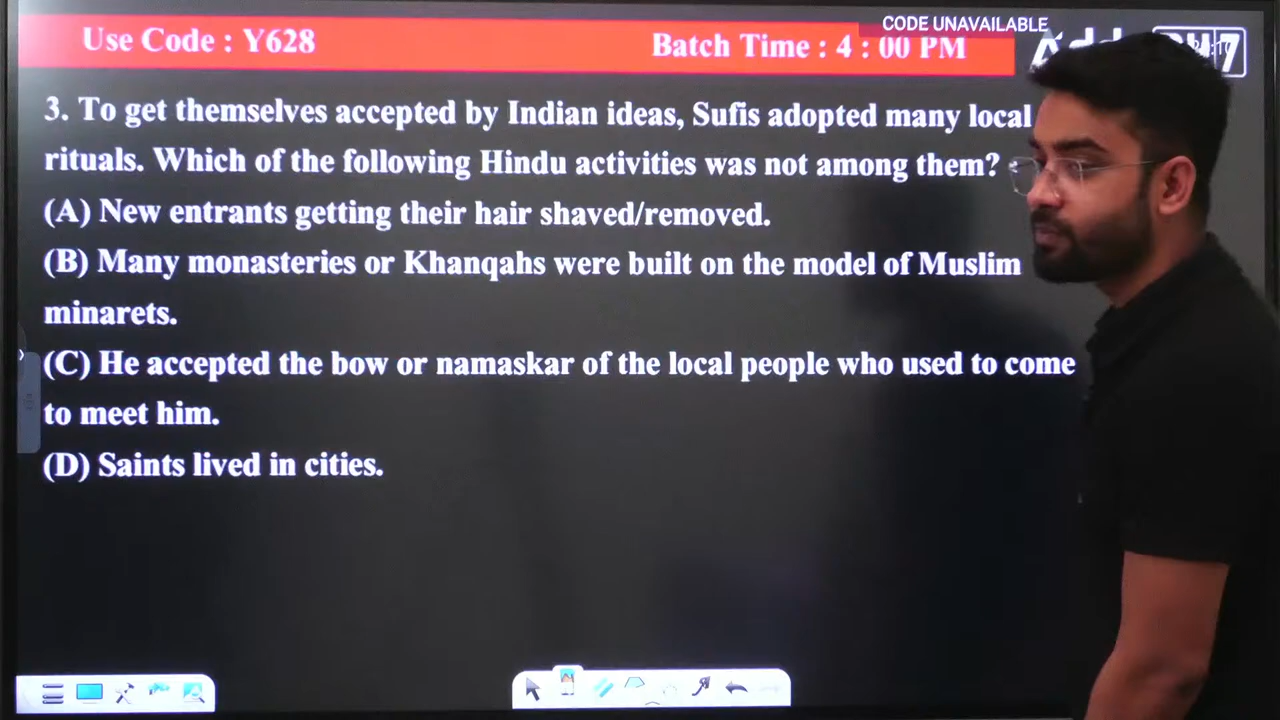 CODE UNAVAILABLE
Use Code : Y628
Batch Time : 4 : 00 PM
3. To get themselves accepted by Indian ideas, Sufis adopted many local
rituals. Which of the following Hindu activities was not among them?
(A) New entrants getting their hair shaved/removed.
(B) Many monasteries or Khanqahs were built on the model of Muslim
minarets.
(C) He accepted the bow or namaskar of the local people who used to come
to meet him.
(D) Saints lived in cities.